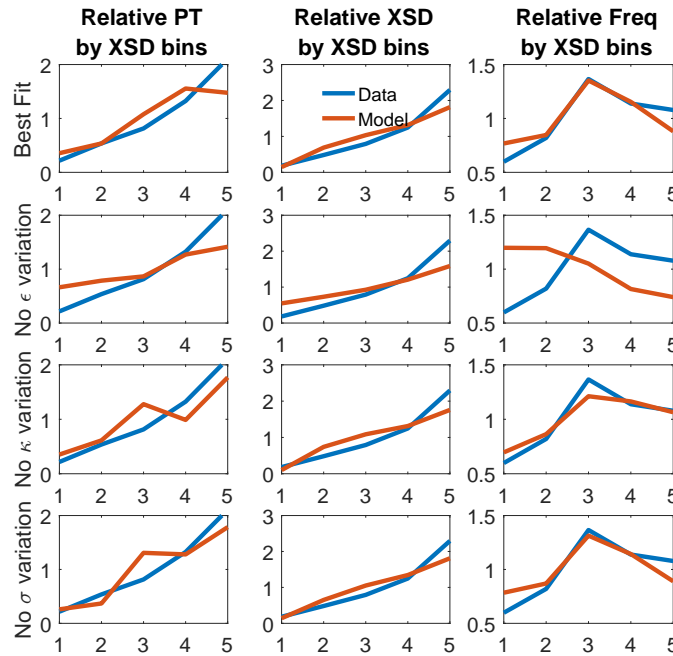 Relative PT
by XSD bins
Relative XSD
by XSD bins
Relative Freq
by XSD bins
Best Fit
2
1
0
1 2 3 4 5
3
2
1
0
1 2 3 4 5
Data
Model
1.5
1
0.5
1 2 3 4 5
No ϵ variation
2
1
0
1 2 3 4 5
3
2
1
0
1 2 3 4 5
1.5
1
0.5
1 2 3 4 5
No κ variation
2
1
0
1 2 3 4 5
3
2
1
0
1 2 3 4 5
1.5
1
0.5
1 2 3 4 5
No σ variation
2
1
0
1 2 3 4 5
3
2
1
0
1 2 3 4 5
1.5
1
0.5
1 2 3 4 5